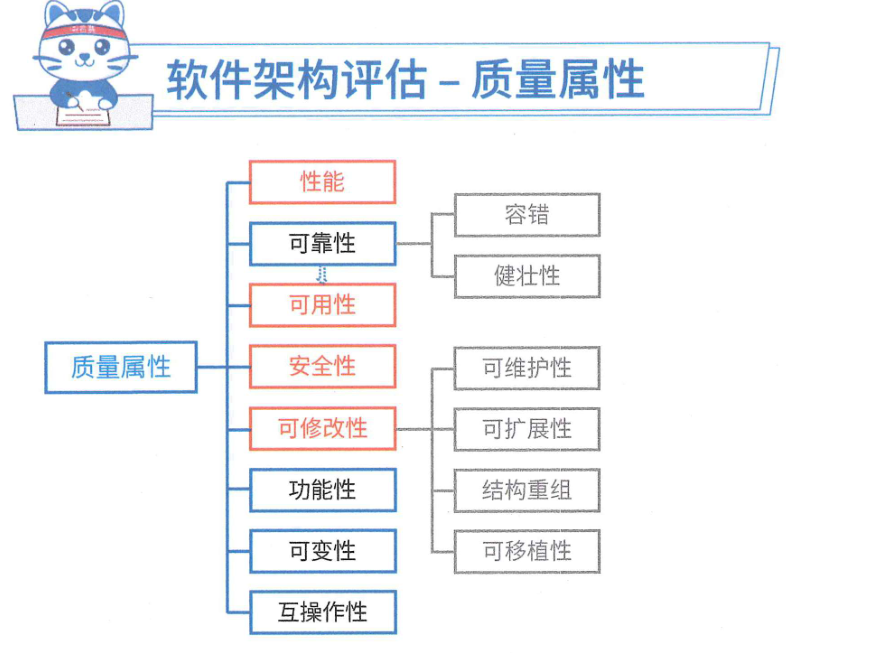 软件架构评估 – 质量属性
性能
可靠性
容错
健壮性
可用性
质量属性
安全性
可修改性
可维护性
可扩展性
结构重组
可移植性
功能性
可变性
互操作性